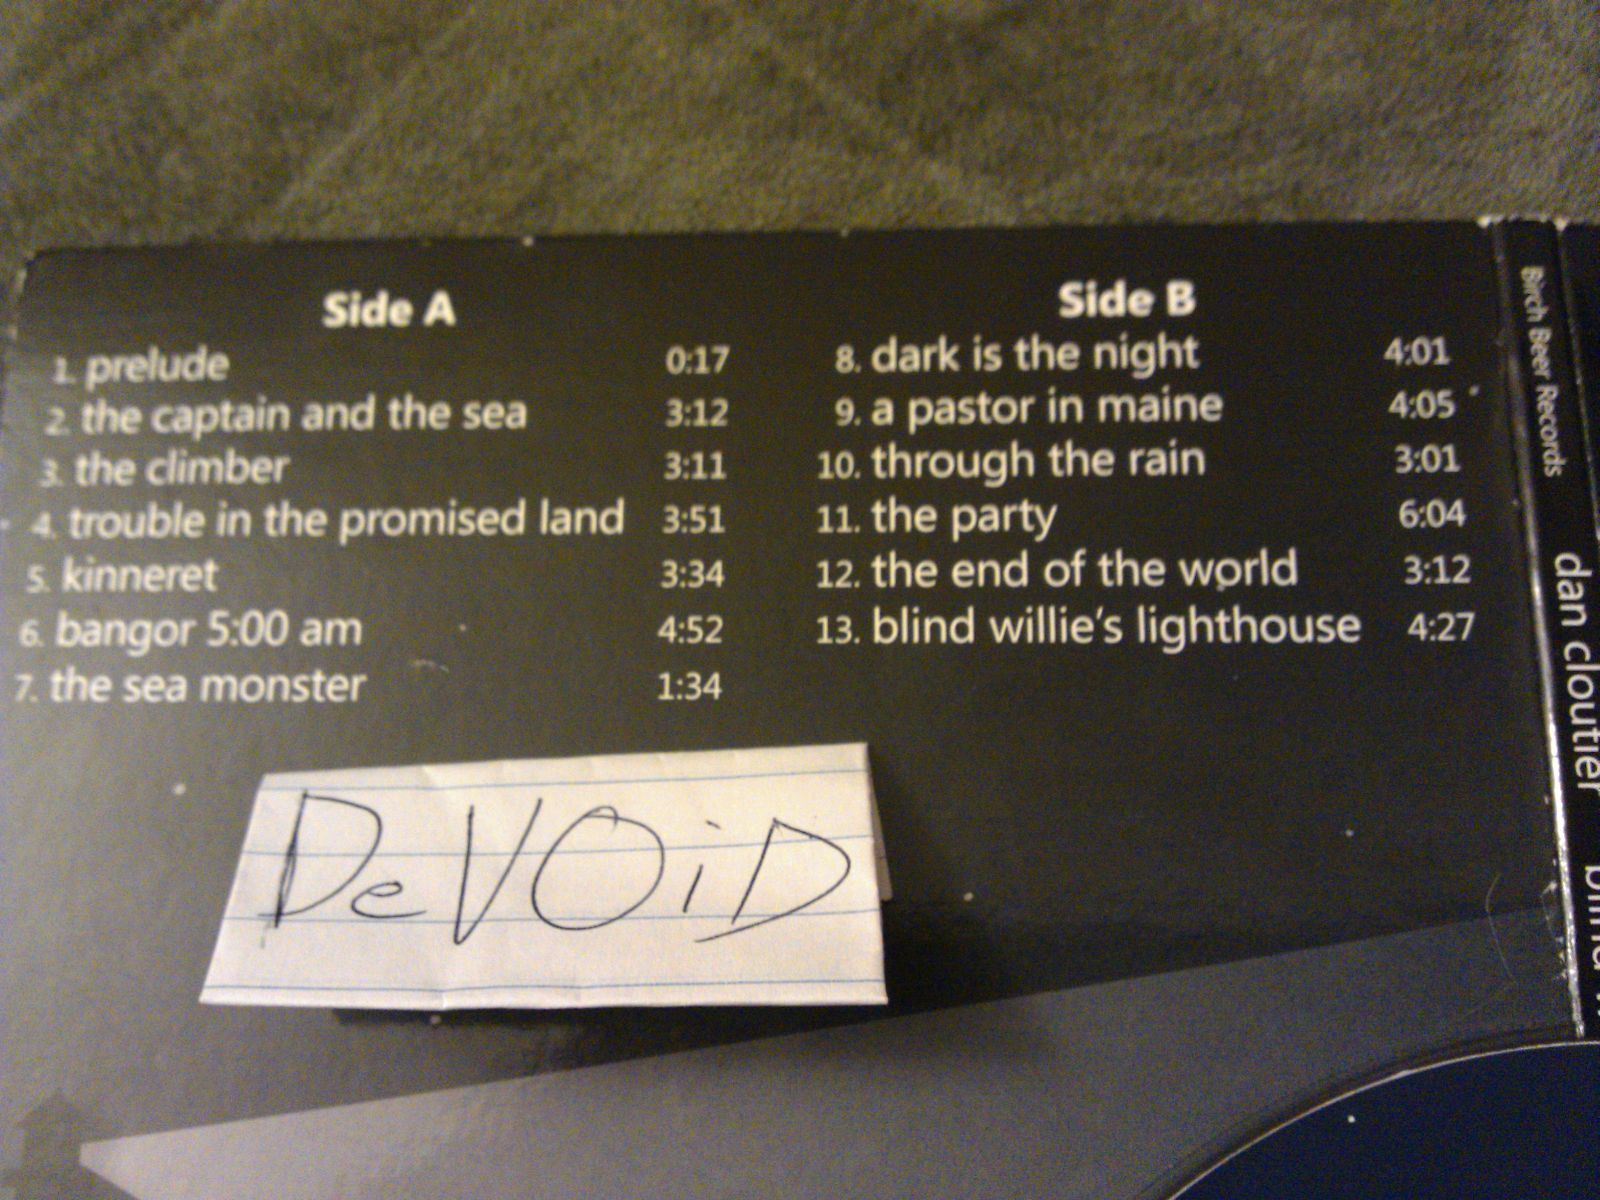 Side A
1. prelude 0:17
2. the captain and the sea 3:12
3. the climber 3:11
4. trouble in the promised land 3:51
5. kinneret 3:34
6. bangor 5:00 am 4:52
7. the sea monster 1:34
Side B
8. dark is the night 4:01
9. a pastor in maine 4:05
10. through the rain 3:01
11. the party 6:04
12. the end of the world 3:12
13. blind willie's lighthouse 4:27
DeVOiD
Birch Beer Records
dan cloutier